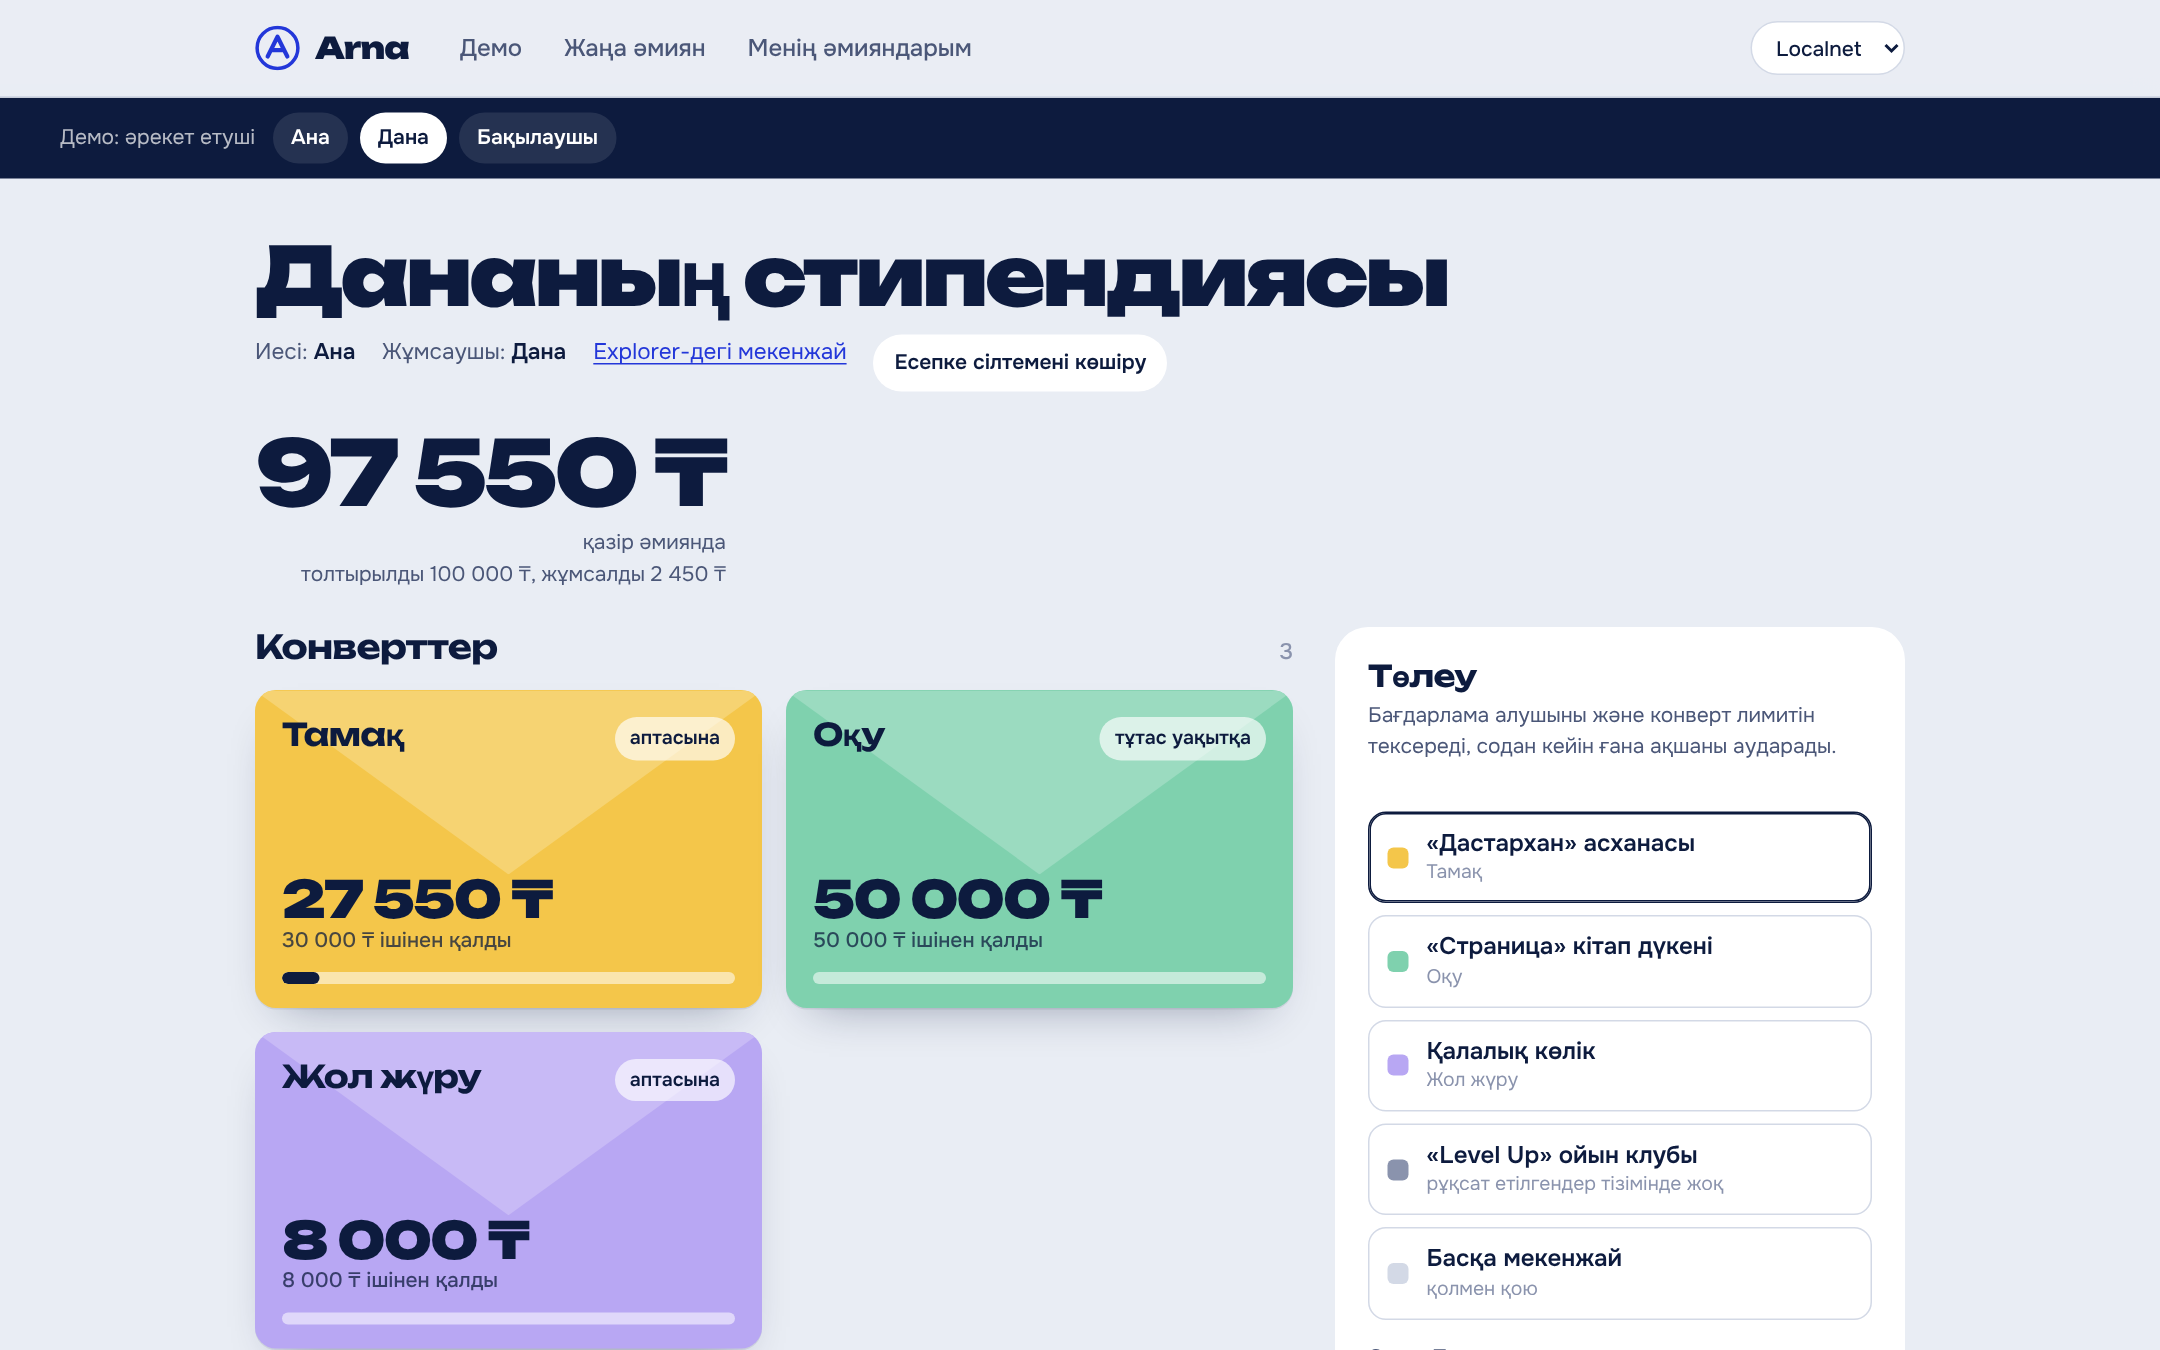 Arna
Демо
Жаңа әмиян
Менің әмияндарым
Localnet
Демо: әрекет етуші
Ана
Дана
Бақылаушы
Дананың стипендиясы
Иесі: Ана
Жұмсаушы: Дана
Explorer-дегі мекенжай
Есепке сілтемені көшіру
97 550 ₸
қазір әмиянда
толтырылды 100 000 ₸, жұмсалды 2 450 ₸
Конверттер
3
Тамақ
аптасына
27 550 ₸
30 000 ₸ ішінен қалды
Оқу
тұтас уақытқа
50 000 ₸
50 000 ₸ ішінен қалды
Жол жүру
аптасына
8 000 ₸
8 000 ₸ ішінен қалды
Төлеу
Бағдарлама алушыны және конверт лимитін
тексереді, содан кейін ғана ақшаны аударады.
«Дастархан» асханасы
Тамақ
«Страница» кітап дүкені
Оқу
Қалалық көлік
Жол жүру
«Level Up» ойын клубы
рұқсат етілгендер тізімінде жоқ
Басқа мекенжай
қолмен қою